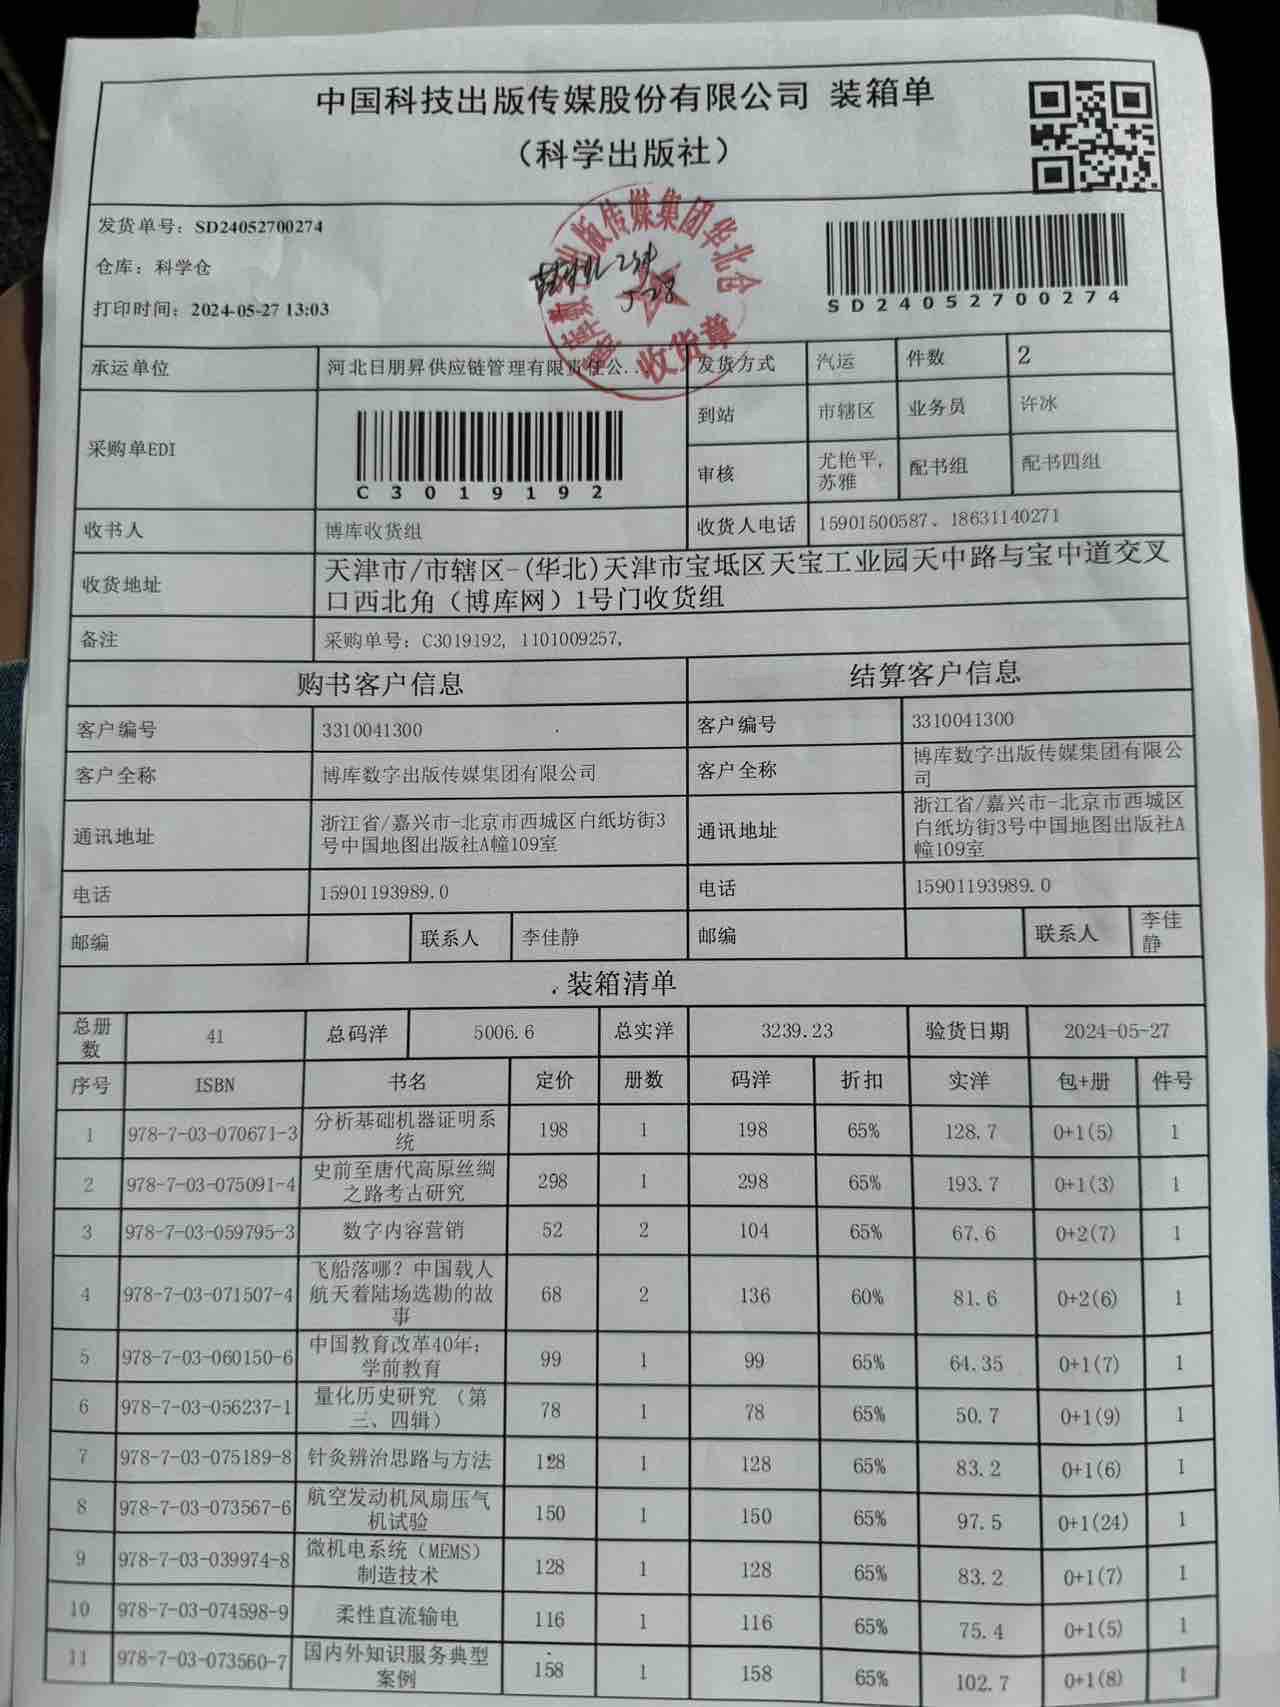 中国科技出版传媒股份有限公司 装箱单
（科学出版社）
发货单号：SD24052700274
仓库：科学仓
打印时间：2024-05-27 13:03
出版传媒集团华北仓
收货章
SD24052700274
承运单位 河北日朋昇供应链管理有限责任公... 发货方式 汽运 件数 2
采购单EDI
C3019192
到站 市辖区 业务员 许冰
审核 尤艳平，苏雅 配书组 配书四组
收书人 博库收货组 收货人电话 15901500587、18631140271
收货地址 天津市/市辖区-(华北)天津市宝坻区天宝工业园天中路与宝中道交叉
口西北角（博库网）1号门收货组
备注 采购单号：C3019192, 1101009257,
购书客户信息 结算客户信息
客户编号 3310041300 客户编号 3310041300
客户全称 博库数字出版传媒集团有限公司 客户全称 博库数字出版传媒集团有限公司
通讯地址 浙江省/嘉兴市-北京市西城区白纸坊街3号中国地图出版社A幢109室 通讯地址 浙江省/嘉兴市-北京市西城区白纸坊街3号中国地图出版社A幢109室
电话 15901193989.0 电话 15901193989.0
邮编 联系人 李佳静 邮编 联系人 李佳静
装箱清单
总册数 41 总码洋 5006.6 总实洋 3239.23 验货日期 2024-05-27
序号 ISBN 书名 定价 册数 码洋 折扣 实洋 包+册 件号
1 978-7-03-070671-3 分析基础机器证明系统 198 1 198 65% 128.7 0+1(5) 1
2 978-7-03-075091-4 史前至唐代高原丝绸之路考古研究 298 1 298 65% 193.7 0+1(3) 1
3 978-7-03-059795-3 数字内容营销 52 2 104 65% 67.6 0+2(7) 1
4 978-7-03-071507-4 飞船落哪？中国载人航天着陆场选勘的故事 68 2 136 60% 81.6 0+2(6) 1
5 978-7-03-060150-6 中国教育改革40年：学前教育 99 1 99 65% 64.35 0+1(7) 1
6 978-7-03-056237-1 量化历史研究 （第三、四辑） 78 1 78 65% 50.7 0+1(9) 1
7 978-7-03-075189-8 针灸辨治思路与方法 128 1 128 65% 83.2 0+1(6) 1
8 978-7-03-073567-6 航空发动机风扇压气机试验 150 1 150 65% 97.5 0+1(24) 1
9 978-7-03-039974-8 微机电系统（MEMS）制造技术 128 1 128 65% 83.2 0+1(7) 1
10 978-7-03-074598-9 柔性直流输电 116 1 116 65% 75.4 0+1(5) 1
11 978-7-03-073560-7 国内外知识服务典型案例 158 1 158 65% 102.7 0+1(8) 1